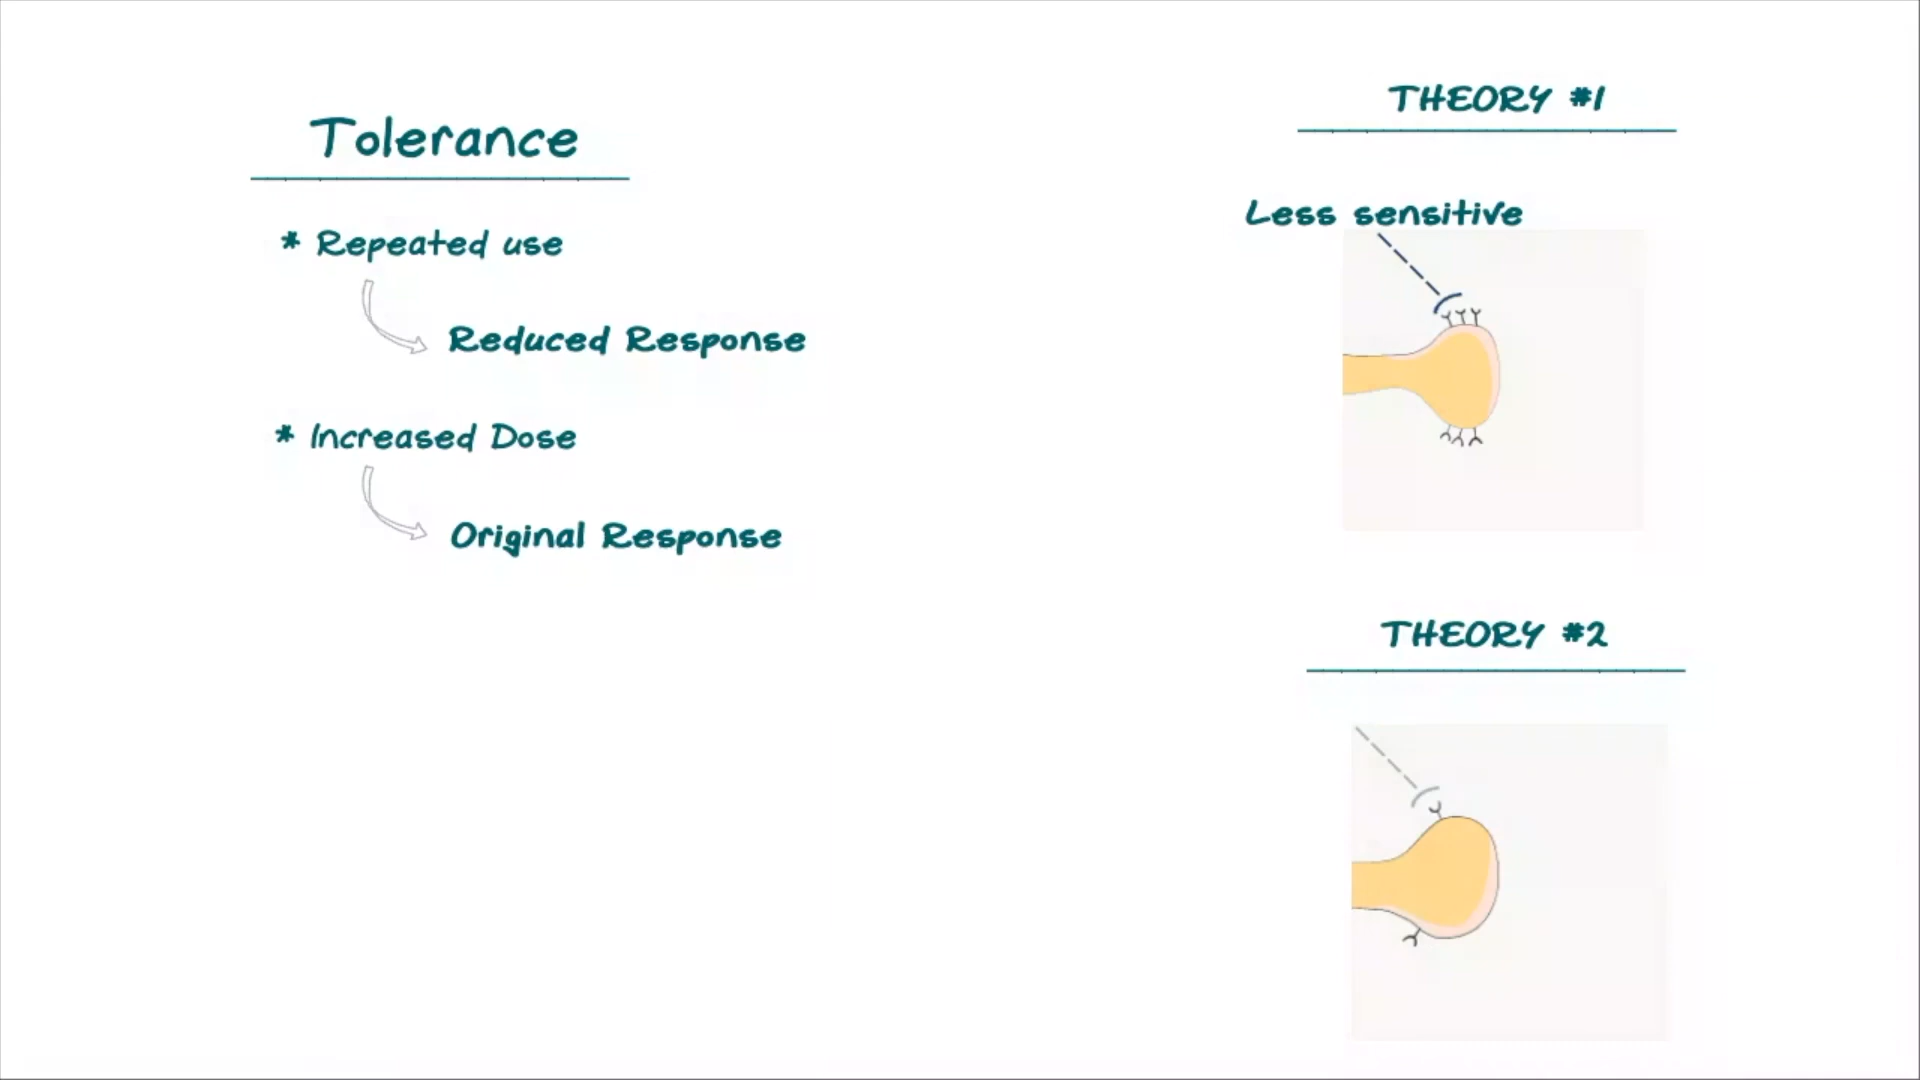 Tolerance
* Repeated use
Reduced Response
* Increased Dose
Original Response
THEORY #1
Less sensitive
THEORY #2